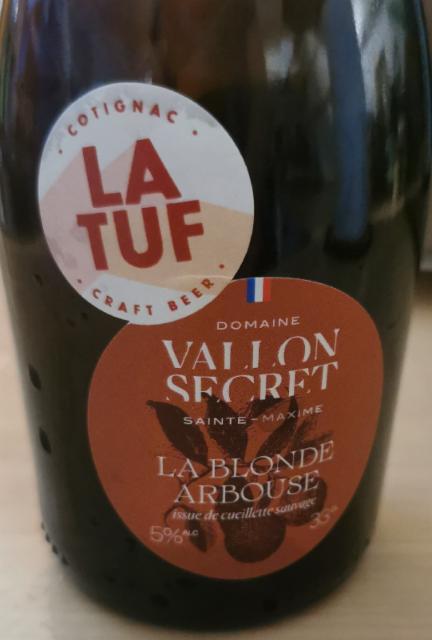 COTIGNAC
LA
TUF
CRAFT BEER
DOMAINE
VALLON
SECRET
SAINTE-MAXIME
LA BLONDE
ARBOUSE
issue de cueillette sauvage
5% ALC 33